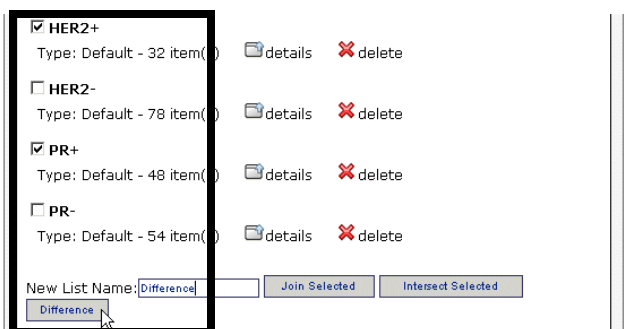 HER2+
Type: Default - 32 item( ) details delete
HER2-
Type: Default - 78 item( ) details delete
PR+
Type: Default - 48 item( ) details delete
PR-
Type: Default - 54 item( ) details delete
New List Name: Difference Join Selected Intersect Selected
Difference